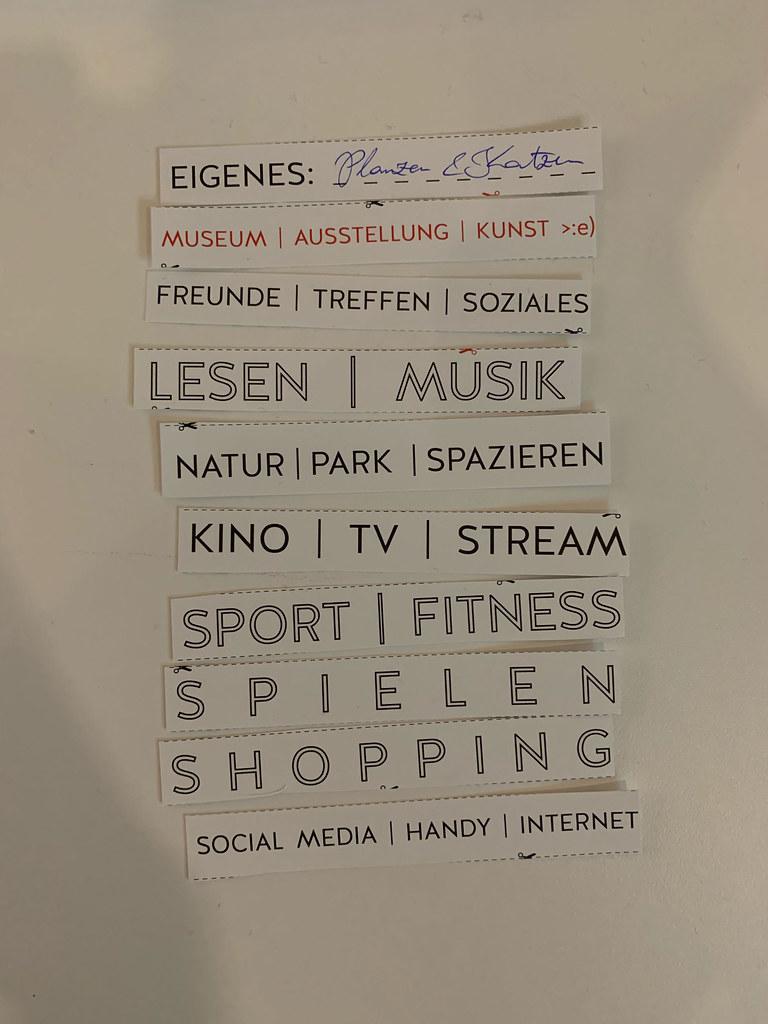 EIGENES: Planzen & Katzen
MUSEUM | AUSSTELLUNG | KUNST >:e)
FREUNDE | TREFFEN | SOZIALES
LESEN | MUSIK
NATUR | PARK | SPAZIEREN
KINO | TV | STREAM
SPORT | FITNESS
SPIELEN
SHOPPING
SOCIAL MEDIA | HANDY | INTERNET